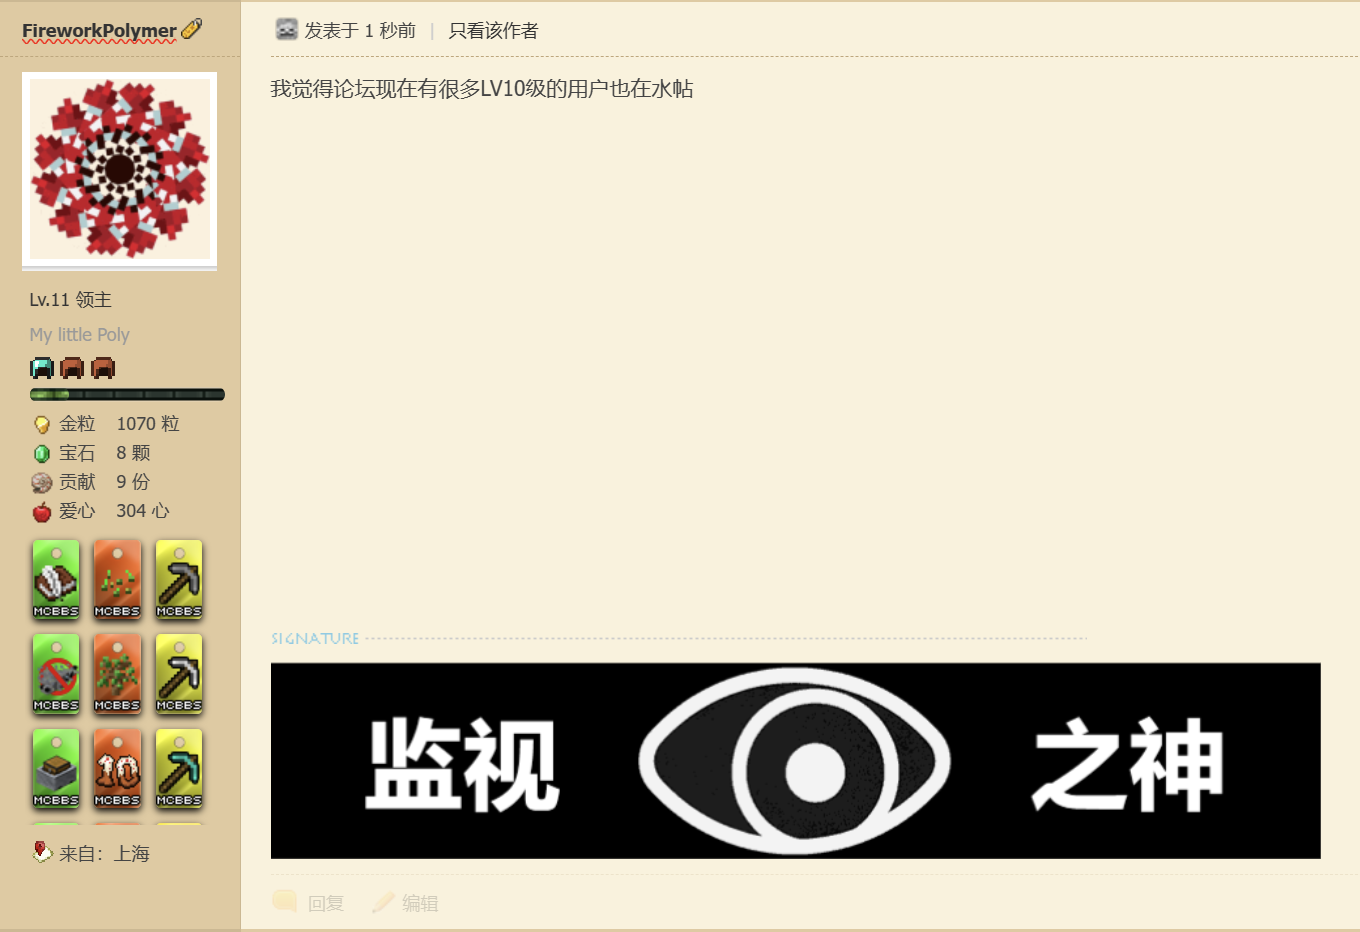 FireworkPolymer
发表于 1 秒前 | 只看该作者
我觉得论坛现在有很多LV10级的用户也在水帖
Lv.11 领主
My little Poly
金粒 1070 粒
宝石 8 颗
贡献 9 份
爱心 304 心
MCBBS MCBBS MCBBS
MCBBS MCBBS MCBBS
10
MCBBS MCBBS MCBBS
来自：上海
SIGNATURE
监视 之神
回复 编辑